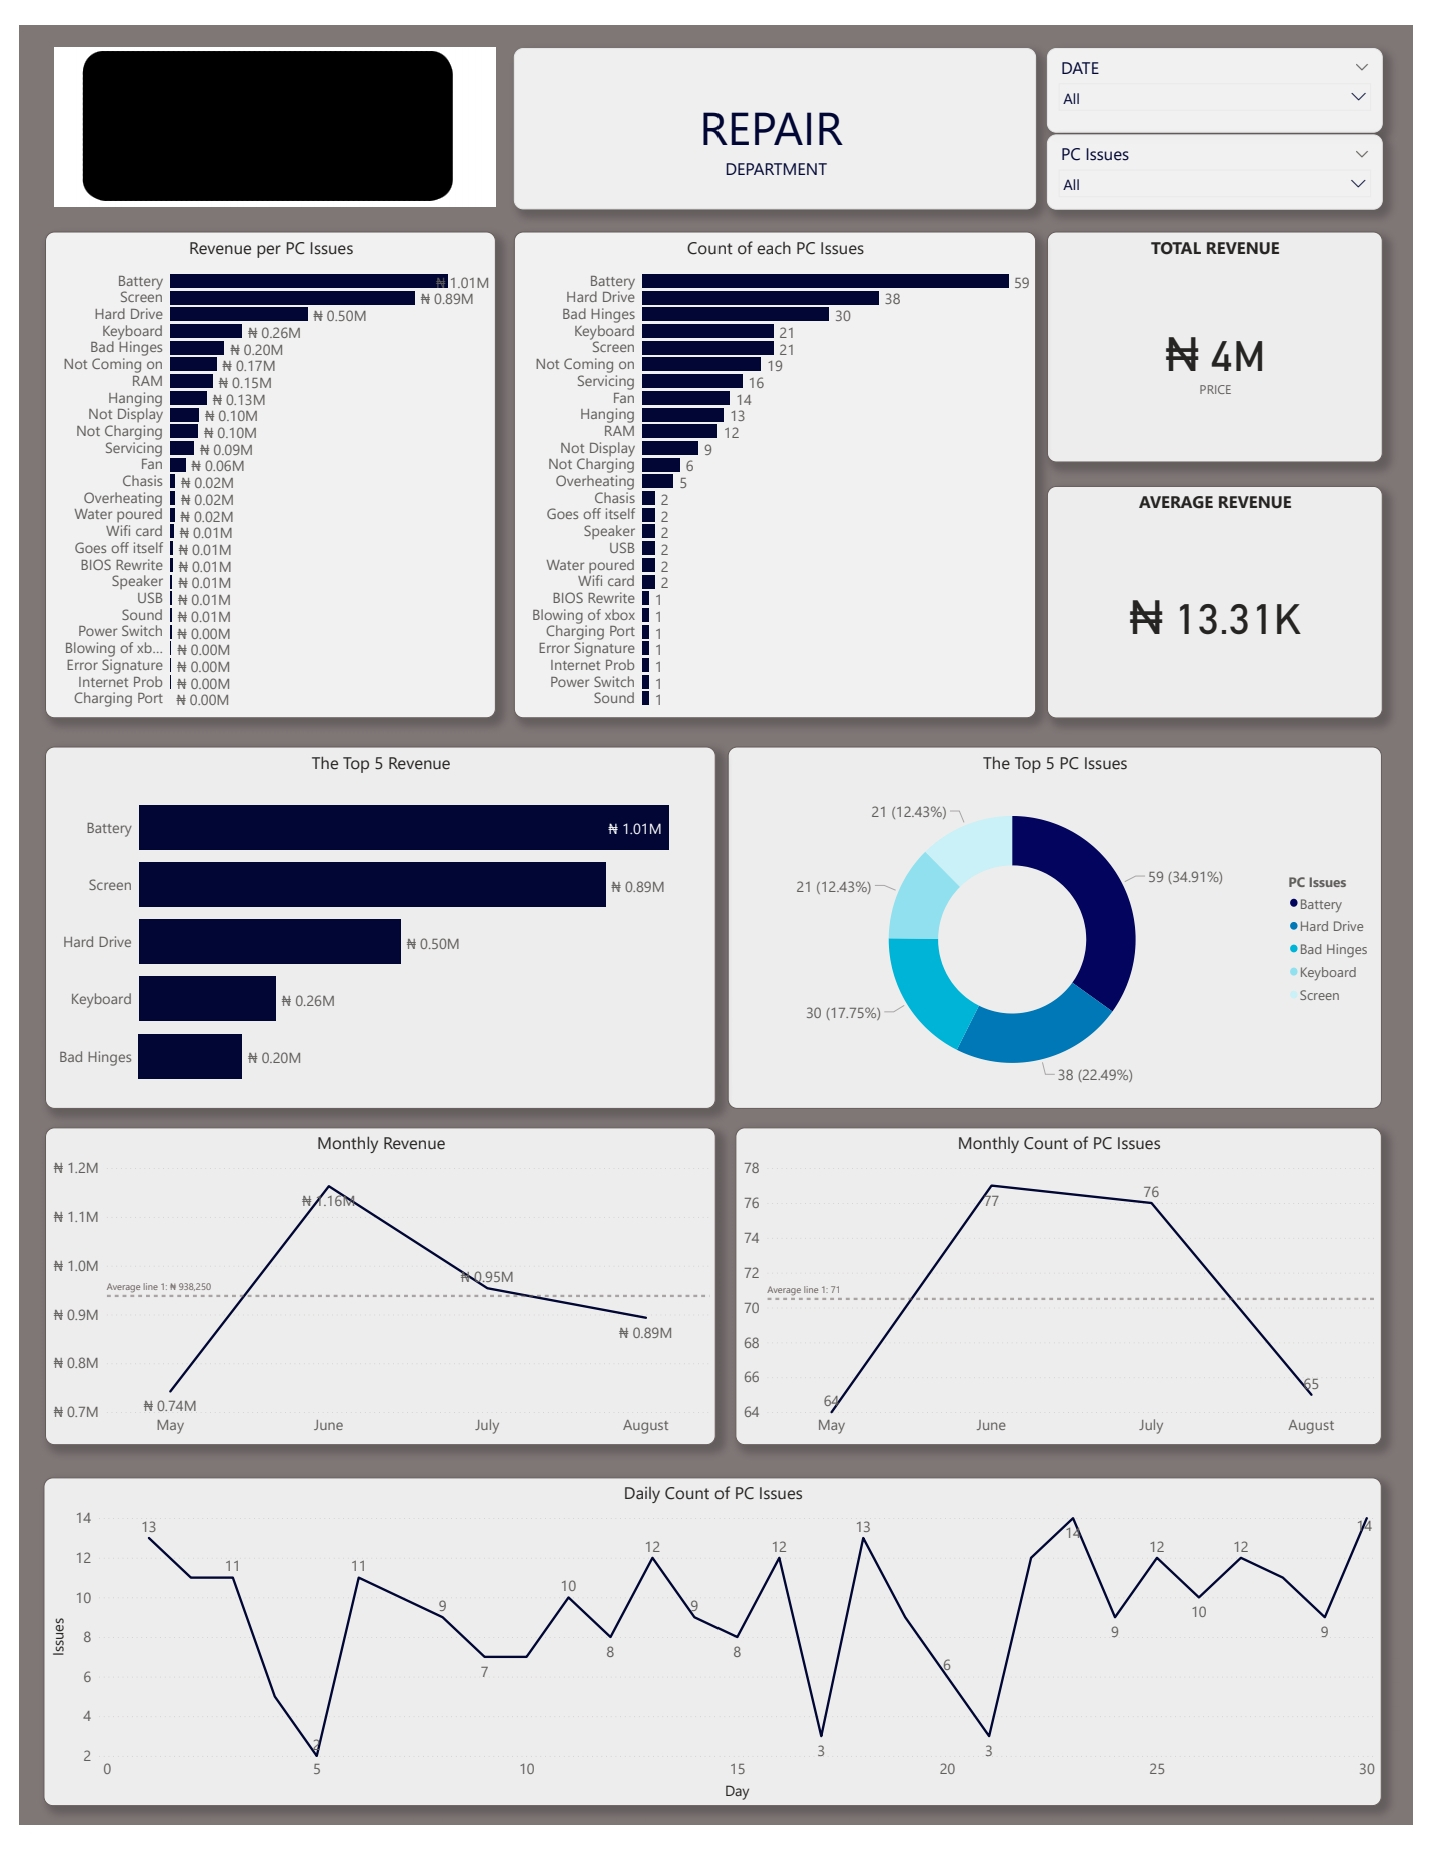 REPAIR
DEPARTMENT
DATE
All
PC Issues
All
Revenue per PC Issues
Battery ₦ 1.01M
Screen ₦ 0.89M
Hard Drive ₦ 0.50M
Keyboard ₦ 0.26M
Bad Hinges ₦ 0.20M
Not Coming on ₦ 0.17M
RAM ₦ 0.15M
Hanging ₦ 0.13M
Not Display ₦ 0.10M
Not Charging ₦ 0.10M
Servicing ₦ 0.09M
Fan ₦ 0.06M
Chasis ₦ 0.02M
Overheating ₦ 0.02M
Water poured ₦ 0.02M
Wifi card ₦ 0.01M
Goes off itself ₦ 0.01M
BIOS Rewrite ₦ 0.01M
Speaker ₦ 0.01M
USB ₦ 0.01M
Sound ₦ 0.01M
Power Switch ₦ 0.00M
Blowing of xb... ₦ 0.00M
Error Signature ₦ 0.00M
Internet Prob ₦ 0.00M
Charging Port ₦ 0.00M
Count of each PC Issues
Battery 59
Hard Drive 38
Bad Hinges 30
Keyboard 21
Screen 21
Not Coming on 19
Servicing 16
Fan 14
Hanging 13
RAM 12
Not Display 9
Not Charging 6
Overheating 5
Chasis 2
Goes off itself 2
Speaker 2
USB 2
Water poured 2
Wifi card 2
BIOS Rewrite 1
Blowing of xbox 1
Charging Port 1
Error Signature 1
Internet Prob 1
Power Switch 1
Sound 1
TOTAL REVENUE
₦ 4M
PRICE
AVERAGE REVENUE
₦ 13.31K
The Top 5 Revenue
Battery ₦ 1.01M
Screen ₦ 0.89M
Hard Drive ₦ 0.50M
Keyboard ₦ 0.26M
Bad Hinges ₦ 0.20M
The Top 5 PC Issues
21 (12.43%)
59 (34.91%)
21 (12.43%)
30 (17.75%)
38 (22.49%)
PC Issues
Battery
Hard Drive
Bad Hinges
Keyboard
Screen
Monthly Revenue
₦ 1.2M
₦ 1.1M
₦ 1.0M
₦ 0.9M
₦ 0.8M
₦ 0.7M
₦ 1.16M
₦ 0.95M
Average line 1: ₦ 938,250
₦ 0.89M
₦ 0.74M
May June July August
Monthly Count of PC Issues
78
76
74
72
70
68
66
64
77
76
Average line 1: 71
64
65
May June July August
Daily Count of PC Issues
Issues
14
12
10
8
6
4
2
13 11 2 11 9 7 10 8 12 9 8 12 3 13 6 3 14 9 12 10 12 9 14
0 5 10 15 20 25 30
Day